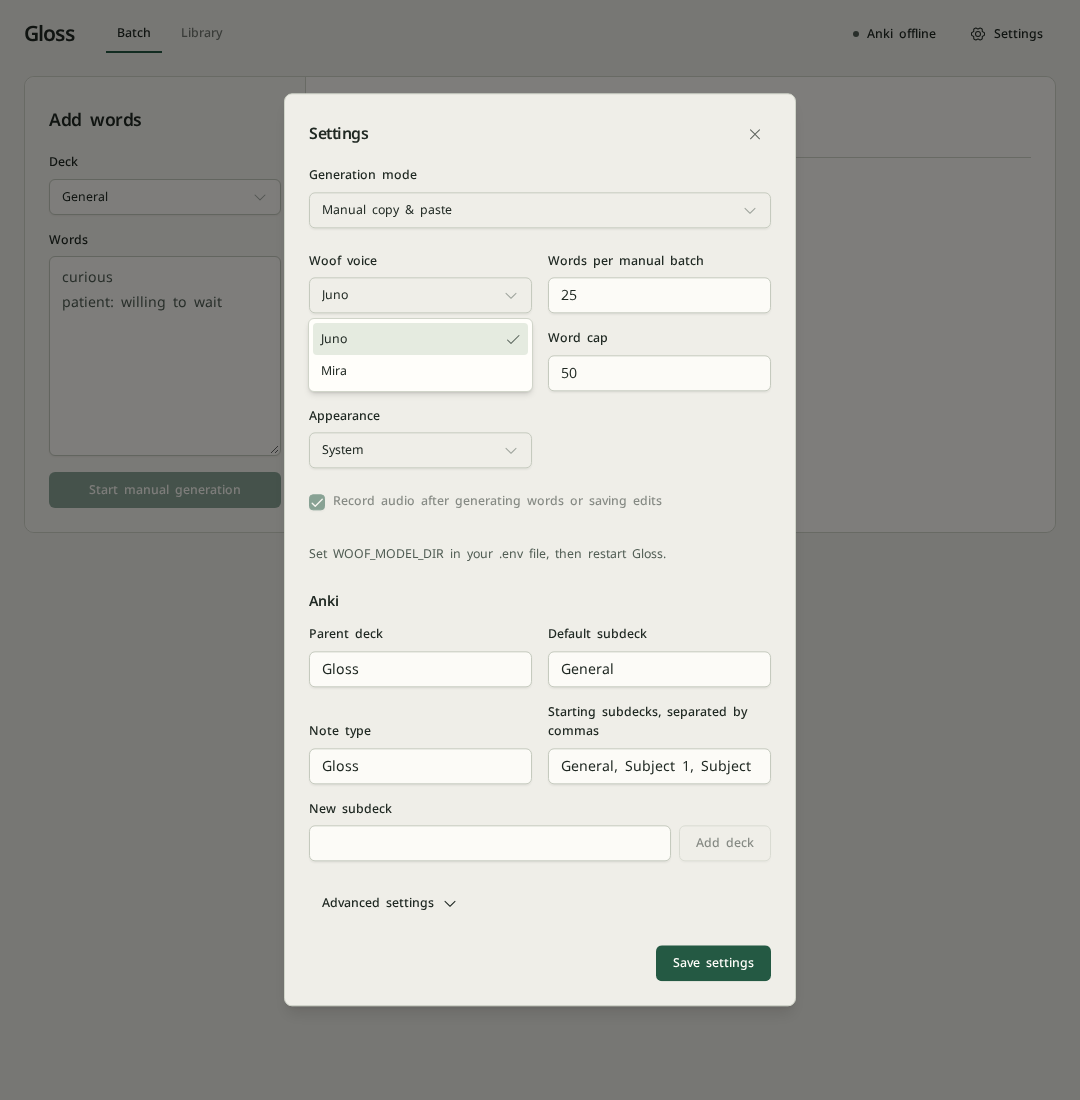 Gloss
Batch
Library
Anki offline
Settings
Add words
Deck
General
Words
curious
patient: willing to wait
Start manual generation
Settings
Generation mode
Manual copy & paste
Woof voice
Words per manual batch
Juno
25
Juno
Mira
Word cap
50
Appearance
System
Record audio after generating words or saving edits
Set WOOF_MODEL_DIR in your .env file, then restart Gloss.
Anki
Parent deck
Default subdeck
Gloss
General
Note type
Starting subdecks, separated by
commas
Gloss
General, Subject 1, Subject
New subdeck
Add deck
Advanced settings
Save settings